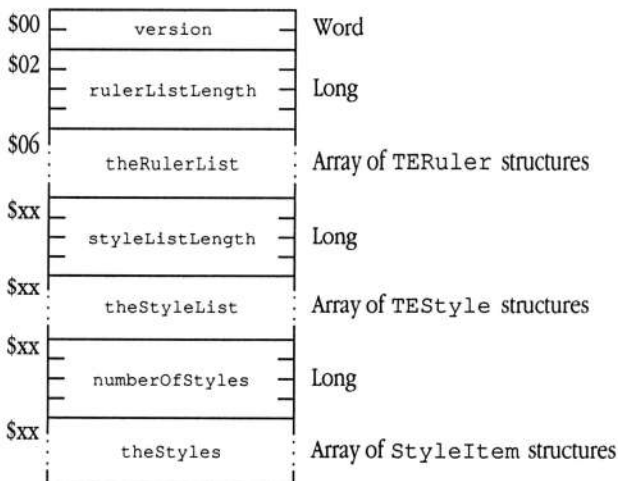 $00 version Word
$02
rulerListLength Long
$06
theRulerList Array of TERuler structures
$xx
styleListLength Long
$xx
theStyleList Array of TEStyle structures
$xx
numberOfStyles Long
$xx
theStyles Array of StyleItem structures